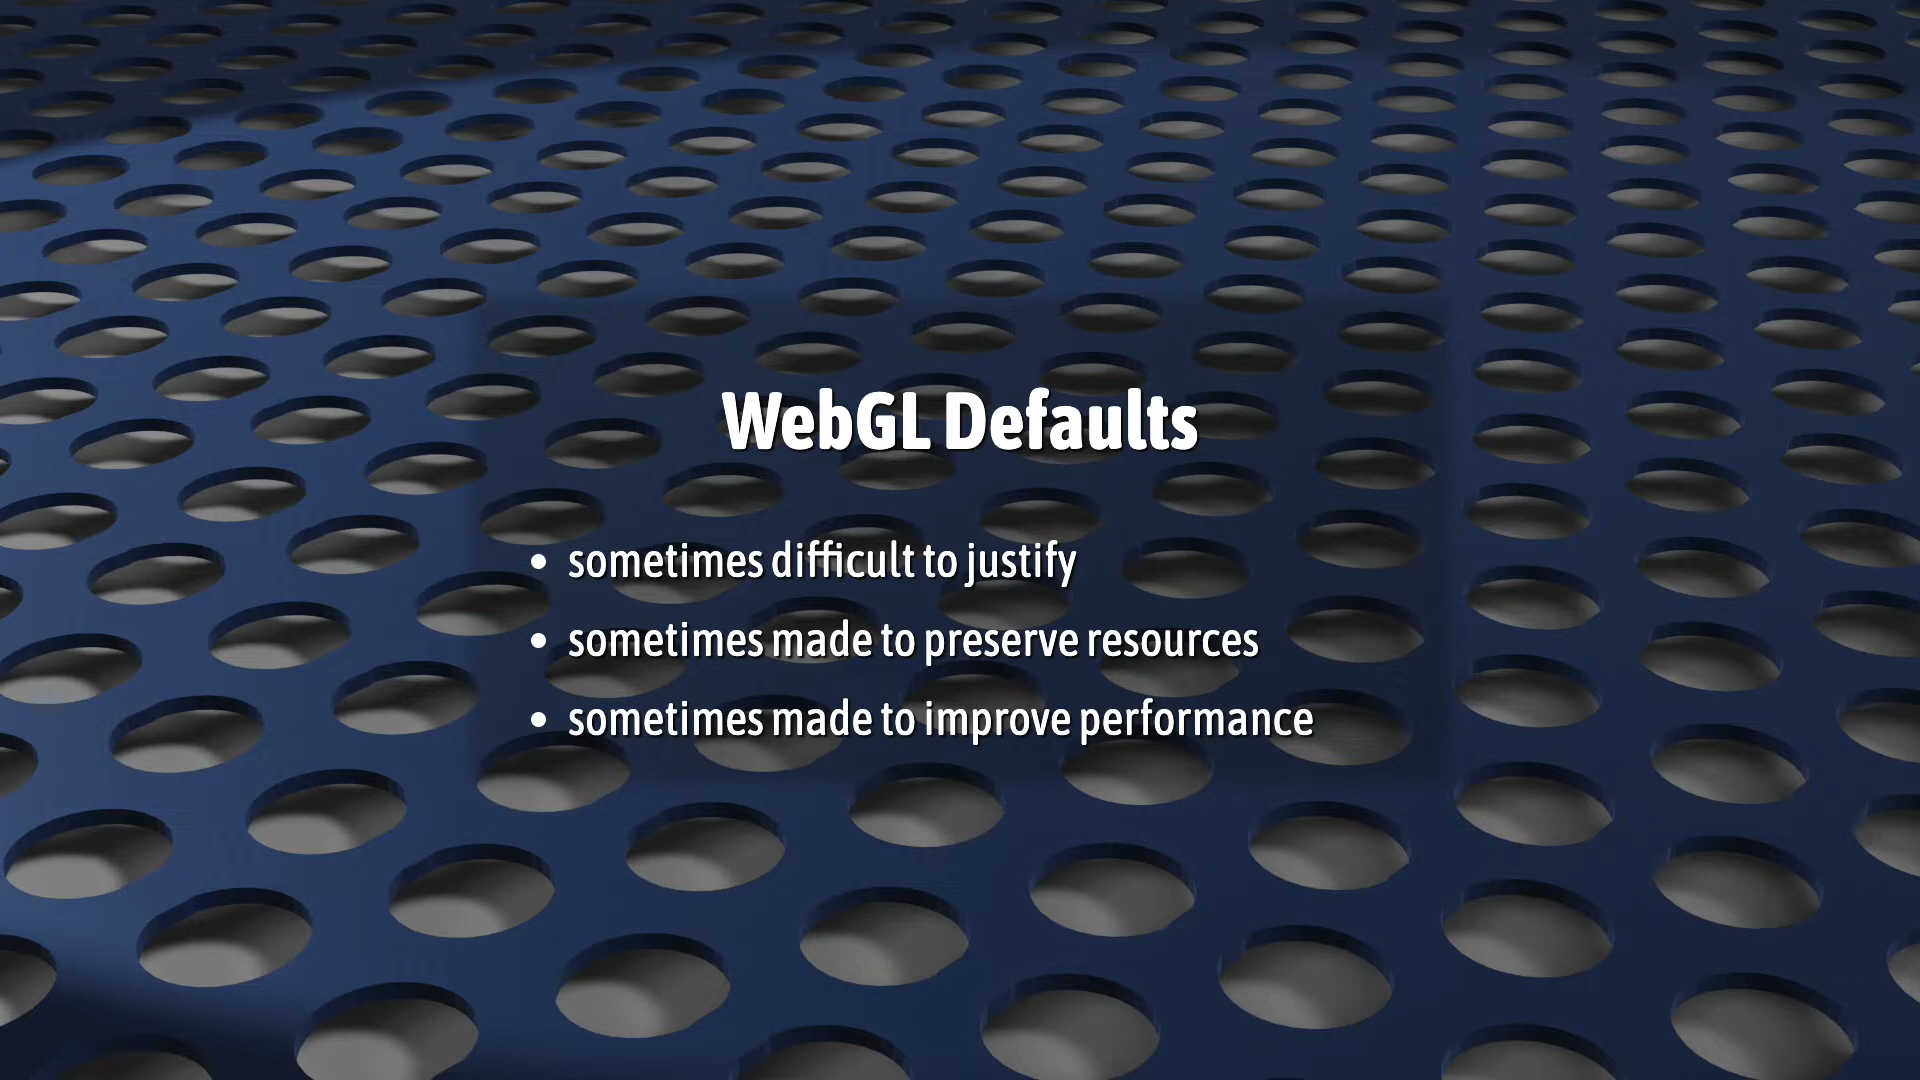 WebGL Defaults
• sometimes difficult to justify
• sometimes made to preserve resources
• sometimes made to improve performance